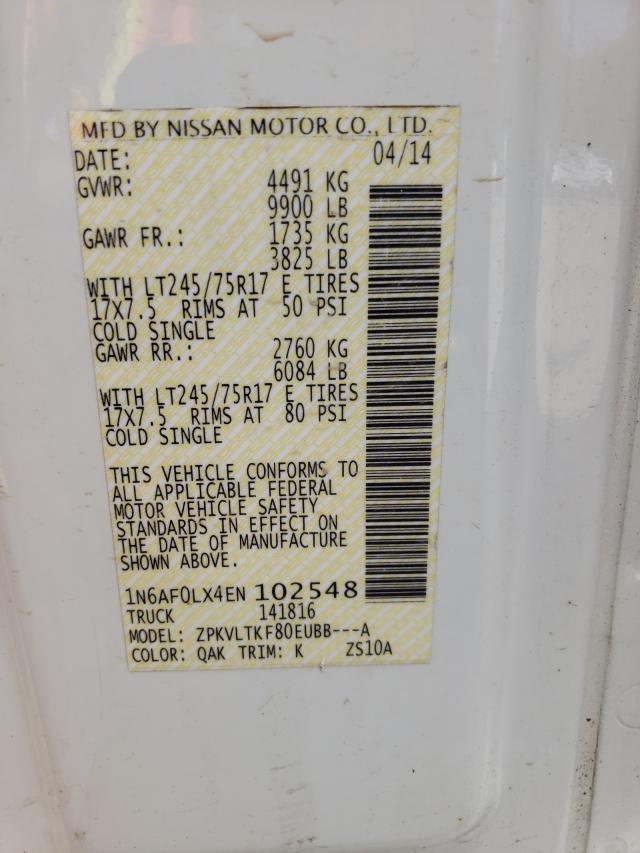 MFD BY NISSAN MOTOR CO., LTD.
DATE: 04/14
GVWR: 4491 KG
9900 LB
GAWR FR.: 1735 KG
3825 LB
WITH LT245/75R17 E TIRES
17X7.5 RIMS AT 50 PSI
COLD SINGLE
GAWR RR.: 2760 KG
6084 LB
WITH LT245/75R17 E TIRES
17X7.5 RIMS AT 80 PSI
COLD SINGLE
THIS VEHICLE CONFORMS TO
ALL APPLICABLE FEDERAL
MOTOR VEHICLE SAFETY
STANDARDS IN EFFECT ON
THE DATE OF MANUFACTURE
SHOWN ABOVE.
1N6AF0LX4EN 102548
TRUCK 141816
MODEL: ZPKVLTKF80EUBB---A
COLOR: QAK TRIM: K ZS10A